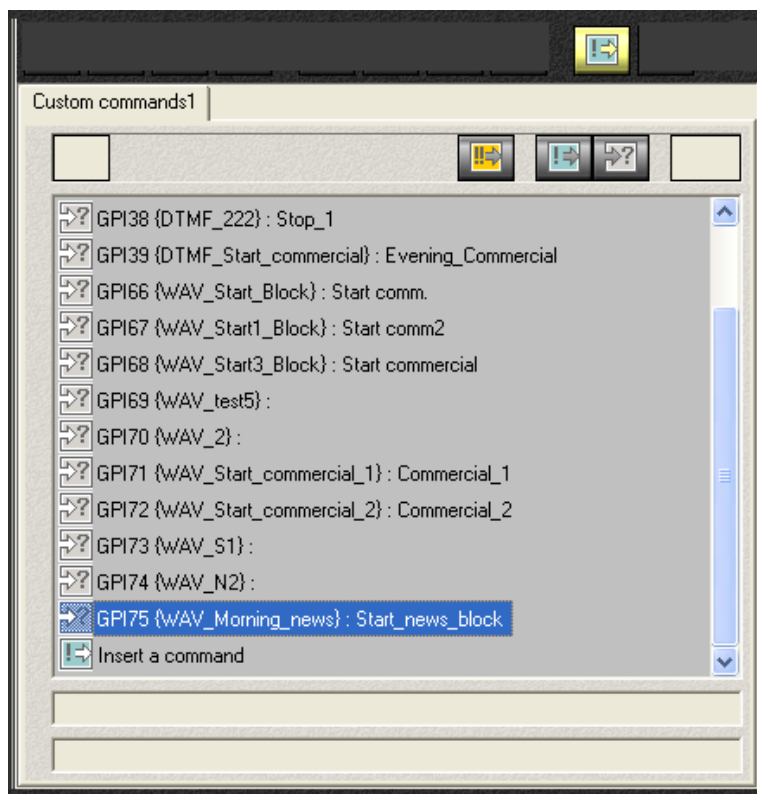 Custom commands1
GPI38 {DTMF_222} : Stop_1
GPI39 {DTMF_Start_commercial} : Evening_Commercial
GPI66 {WAV_Start_Block} : Start comm.
GPI67 {WAV_Start1_Block} : Start comm2
GPI68 {WAV_Start3_Block} : Start commercial
GPI69 {WAV_test5} :
GPI70 {WAV_2} :
GPI71 {WAV_Start_commercial_1} : Commercial_1
GPI72 {WAV_Start_commercial_2} : Commercial_2
GPI73 {WAV_S1} :
GPI74 {WAV_N2} :
GPI75 {WAV_Morning_news} : Start_news_block
Insert a command